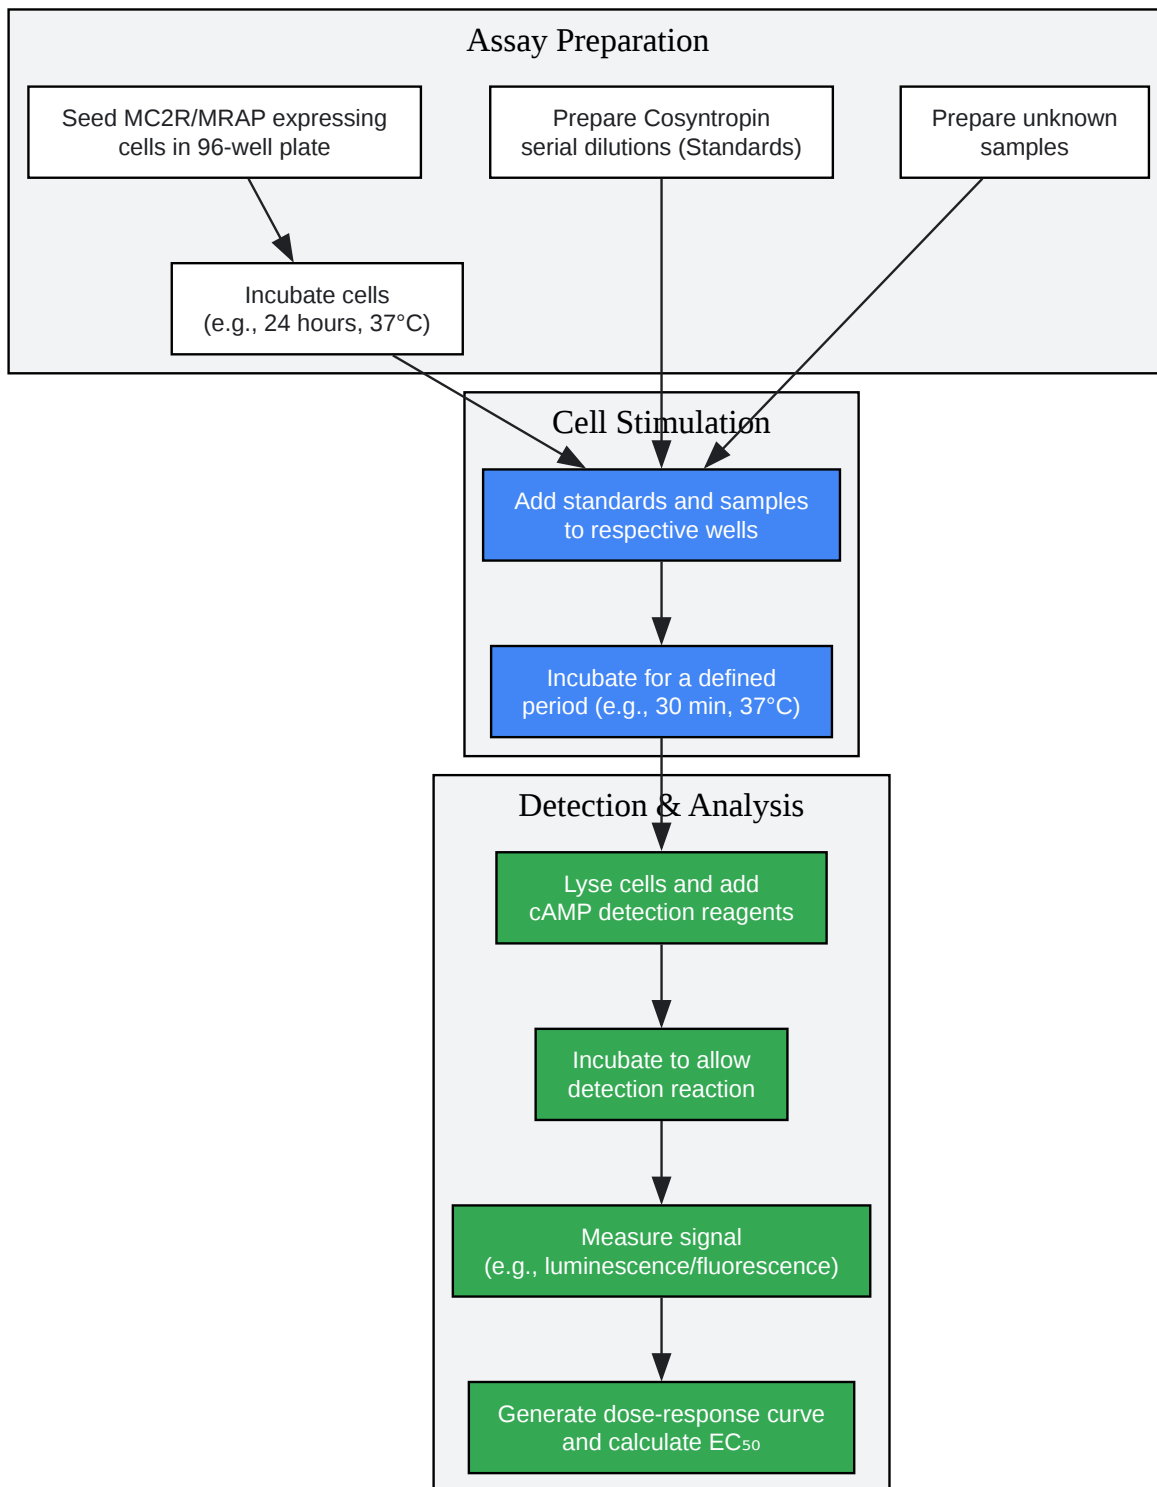 Assay Preparation
Seed MC2R/MRAP expressing
cells in 96-well plate
Prepare Cosyntropin
serial dilutions (Standards)
Prepare unknown
samples
Incubate cells
(e.g., 24 hours, 37°C)
Cell Stimulation
Add standards and samples
to respective wells
Incubate for a defined
period (e.g., 30 min, 37°C)
Detection & Analysis
Lyse cells and add
cAMP detection reagents
Incubate to allow
detection reaction
Measure signal
(e.g., luminescence/fluorescence)
Generate dose-response curve
and calculate EC₅₀